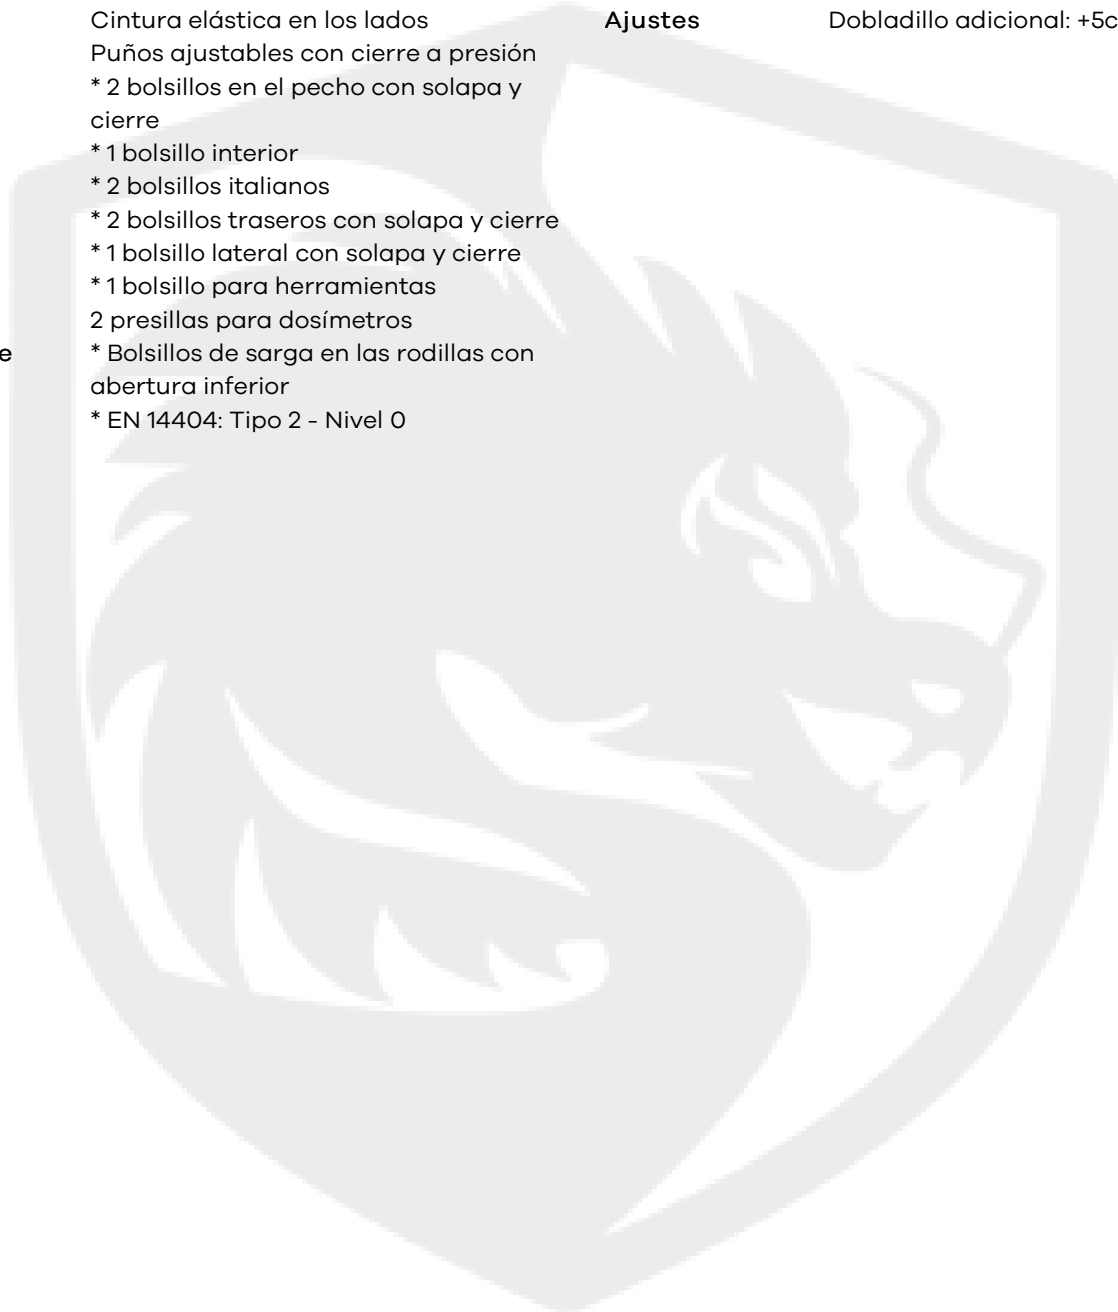 Cintura elástica en los lados
Puños ajustables con cierre a presión
* 2 bolsillos en el pecho con solapa y
cierre
* 1 bolsillo interior
* 2 bolsillos italianos
* 2 bolsillos traseros con solapa y cierre
* 1 bolsillo lateral con solapa y cierre
* 1 bolsillo para herramientas
2 presillas para dosímetros
e
* Bolsillos de sarga en las rodillas con
abertura inferior
* EN 14404: Tipo 2 - Nivel 0
Ajustes
Dobladillo adicional: +5c